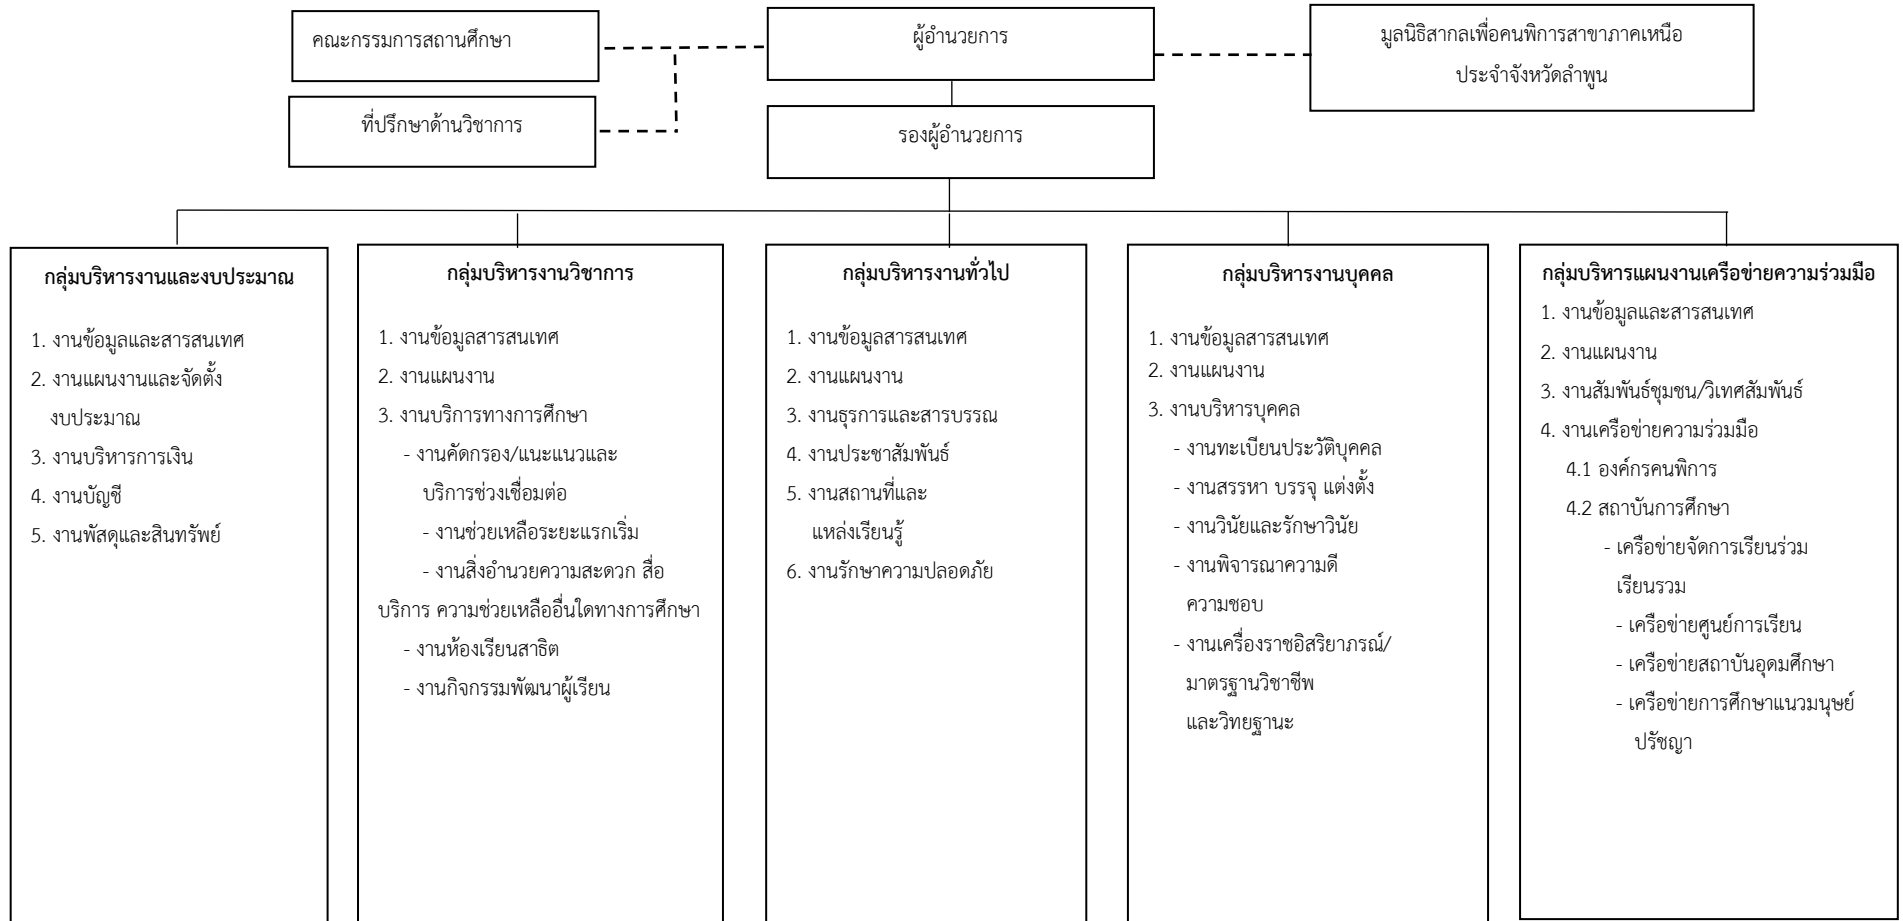 คณะกรรมการสถานศึกษา
ผู้อำนวยการ
มูลนิธิสากลเพื่อคนพิการสาขาภาคเหนือ
ประจำจังหวัดลำพูน
ที่ปรึกษาด้านวิชาการ
รองผู้อำนวยการ
กลุ่มบริหารงานและงบประมาณ
1. งานข้อมูลและสารสนเทศ
2. งานแผนงานและจัดตั้ง
งบประมาณ
3. งานบริหารการเงิน
4. งานบัญชี
5. งานพัสดุและสินทรัพย์
กลุ่มบริหารงานวิชาการ
1. งานข้อมูลสารสนเทศ
2. งานแผนงาน
3. งานบริการทางการศึกษา
- งานคัดกรอง/แนะแนวและ
บริการช่วงเชื่อมต่อ
- งานช่วยเหลือระยะแรกเริ่ม
- งานสิ่งอำนวยความสะดวก สื่อ
บริการ ความช่วยเหลืออื่นใดทางการศึกษา
- งานห้องเรียนสาธิต
- งานกิจกรรมพัฒนาผู้เรียน
กลุ่มบริหารงานทั่วไป
1. งานข้อมูลสารสนเทศ
2. งานแผนงาน
3. งานธุรการและสารบรรณ
4. งานประชาสัมพันธ์
5. งานสถานที่และ
แหล่งเรียนรู้
6. งานรักษาความปลอดภัย
กลุ่มบริหารงานบุคคล
1. งานข้อมูลสารสนเทศ
2. งานแผนงาน
3. งานบริหารบุคคล
- งานทะเบียนประวัติบุคคล
- งานสรรหา บรรจุ แต่งตั้ง
- งานวินัยและรักษาวินัย
- งานพิจารณาความดี
ความชอบ
- งานเครื่องราชอิสริยาภรณ์/
มาตรฐานวิชาชีพ
และวิทยฐานะ
กลุ่มบริหารแผนงานเครือข่ายความร่วมมือ
1. งานข้อมูลและสารสนเทศ
2. งานแผนงาน
3. งานสัมพันธ์ชุมชน/วิเทศสัมพันธ์
4. งานเครือข่ายความร่วมมือ
4.1 องค์กรคนพิการ
4.2 สถาบันการศึกษา
- เครือข่ายจัดการเรียนร่วม
เรียนรวม
- เครือข่ายศูนย์การเรียน
- เครือข่ายสถาบันอุดมศึกษา
- เครือข่ายการศึกษาแนวมนุษย์
ปรัชญา